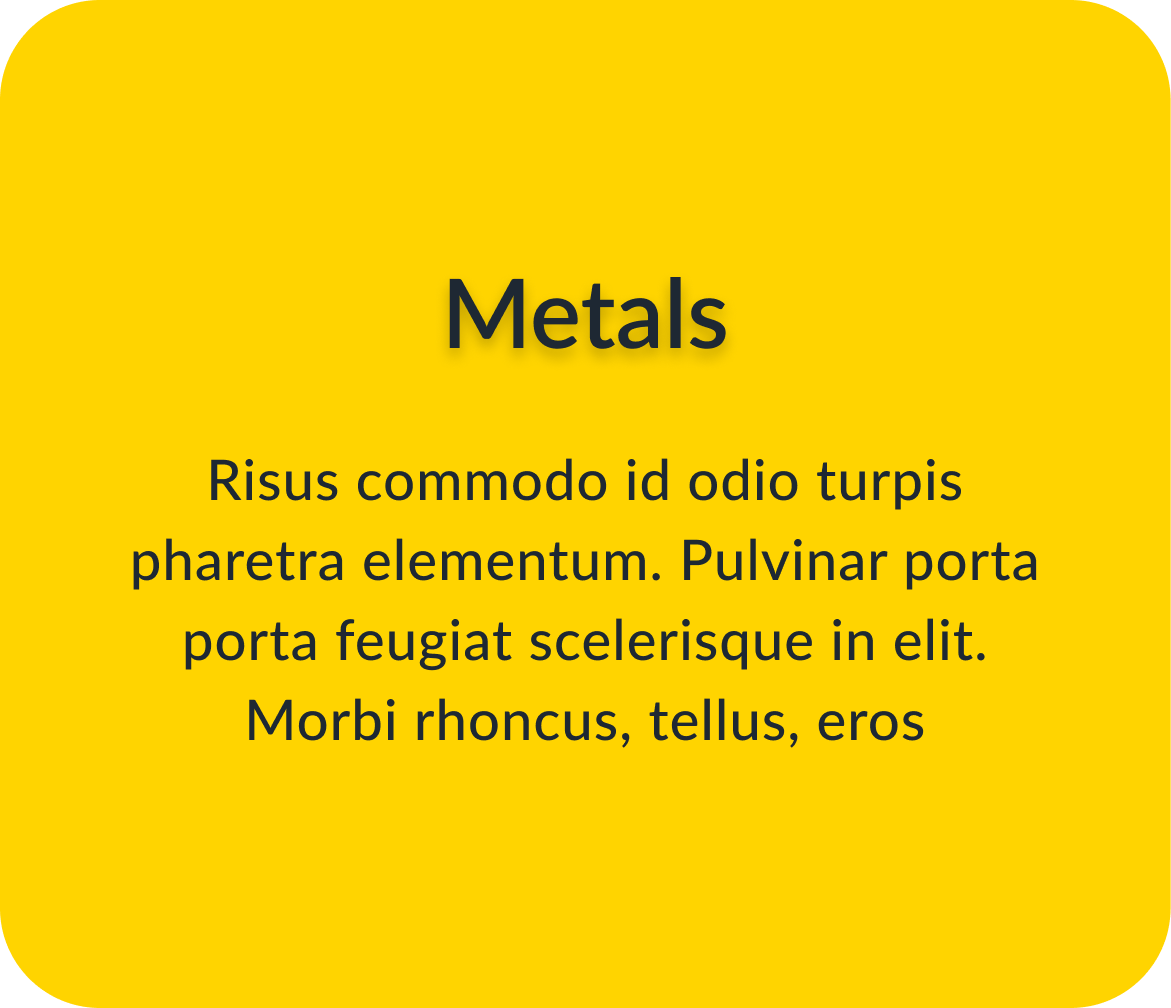 Metals
Risus commodo id odio turpis
pharetra elementum. Pulvinar porta
porta feugiat scelerisque in elit.
Morbi rhoncus, tellus, eros